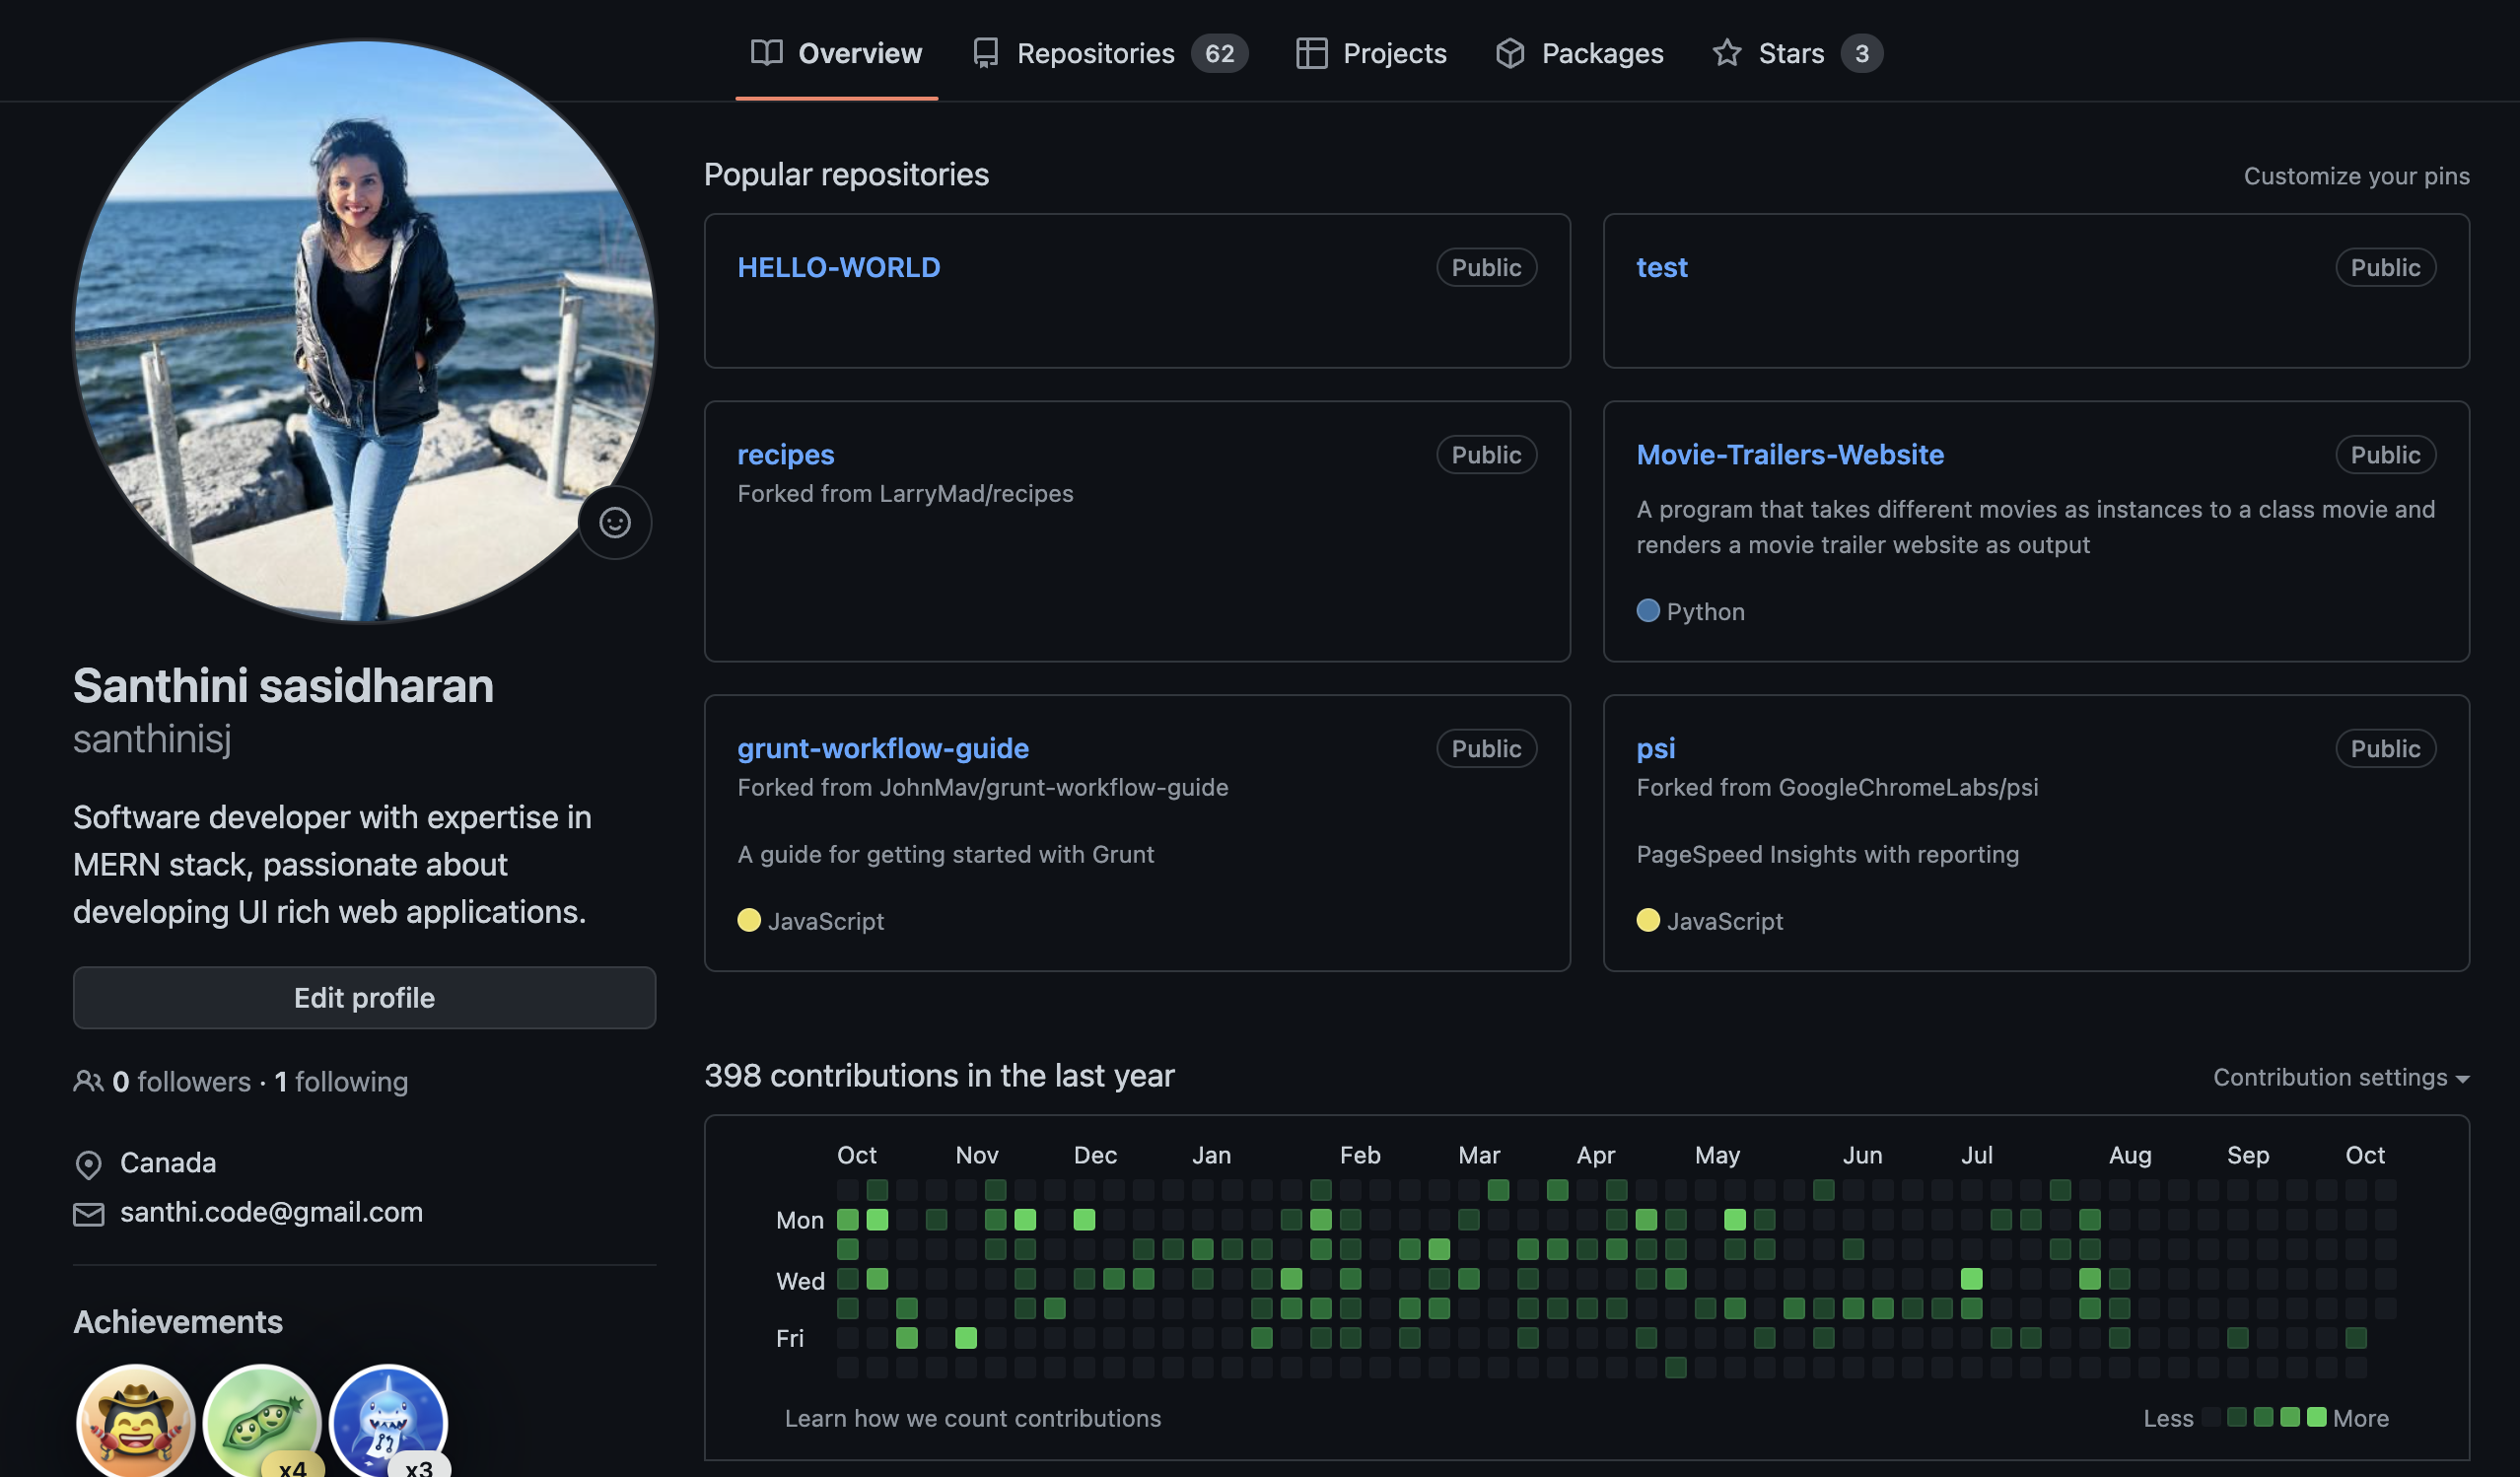 Overview
Repositories 62
Projects
Packages
Stars 3
Santhini sasidharan
santhinisj
Software developer with expertise in
MERN stack, passionate about
developing UI rich web applications.
Edit profile
0 followers · 1 following
Canada
santhi.code@gmail.com
Achievements
x4
x3
Popular repositories
Customize your pins
HELLO-WORLD
Public
test
Public
recipes
Public
Forked from LarryMad/recipes
Movie-Trailers-Website
Public
A program that takes different movies as instances to a class movie and
renders a movie trailer website as output
Python
grunt-workflow-guide
Public
Forked from JohnMav/grunt-workflow-guide
A guide for getting started with Grunt
JavaScript
psi
Public
Forked from GoogleChromeLabs/psi
PageSpeed Insights with reporting
JavaScript
398 contributions in the last year
Contribution settings
Oct Nov Dec Jan Feb Mar Apr May Jun Jul Aug Sep Oct
Mon
Wed
Fri
Learn how we count contributions
Less More